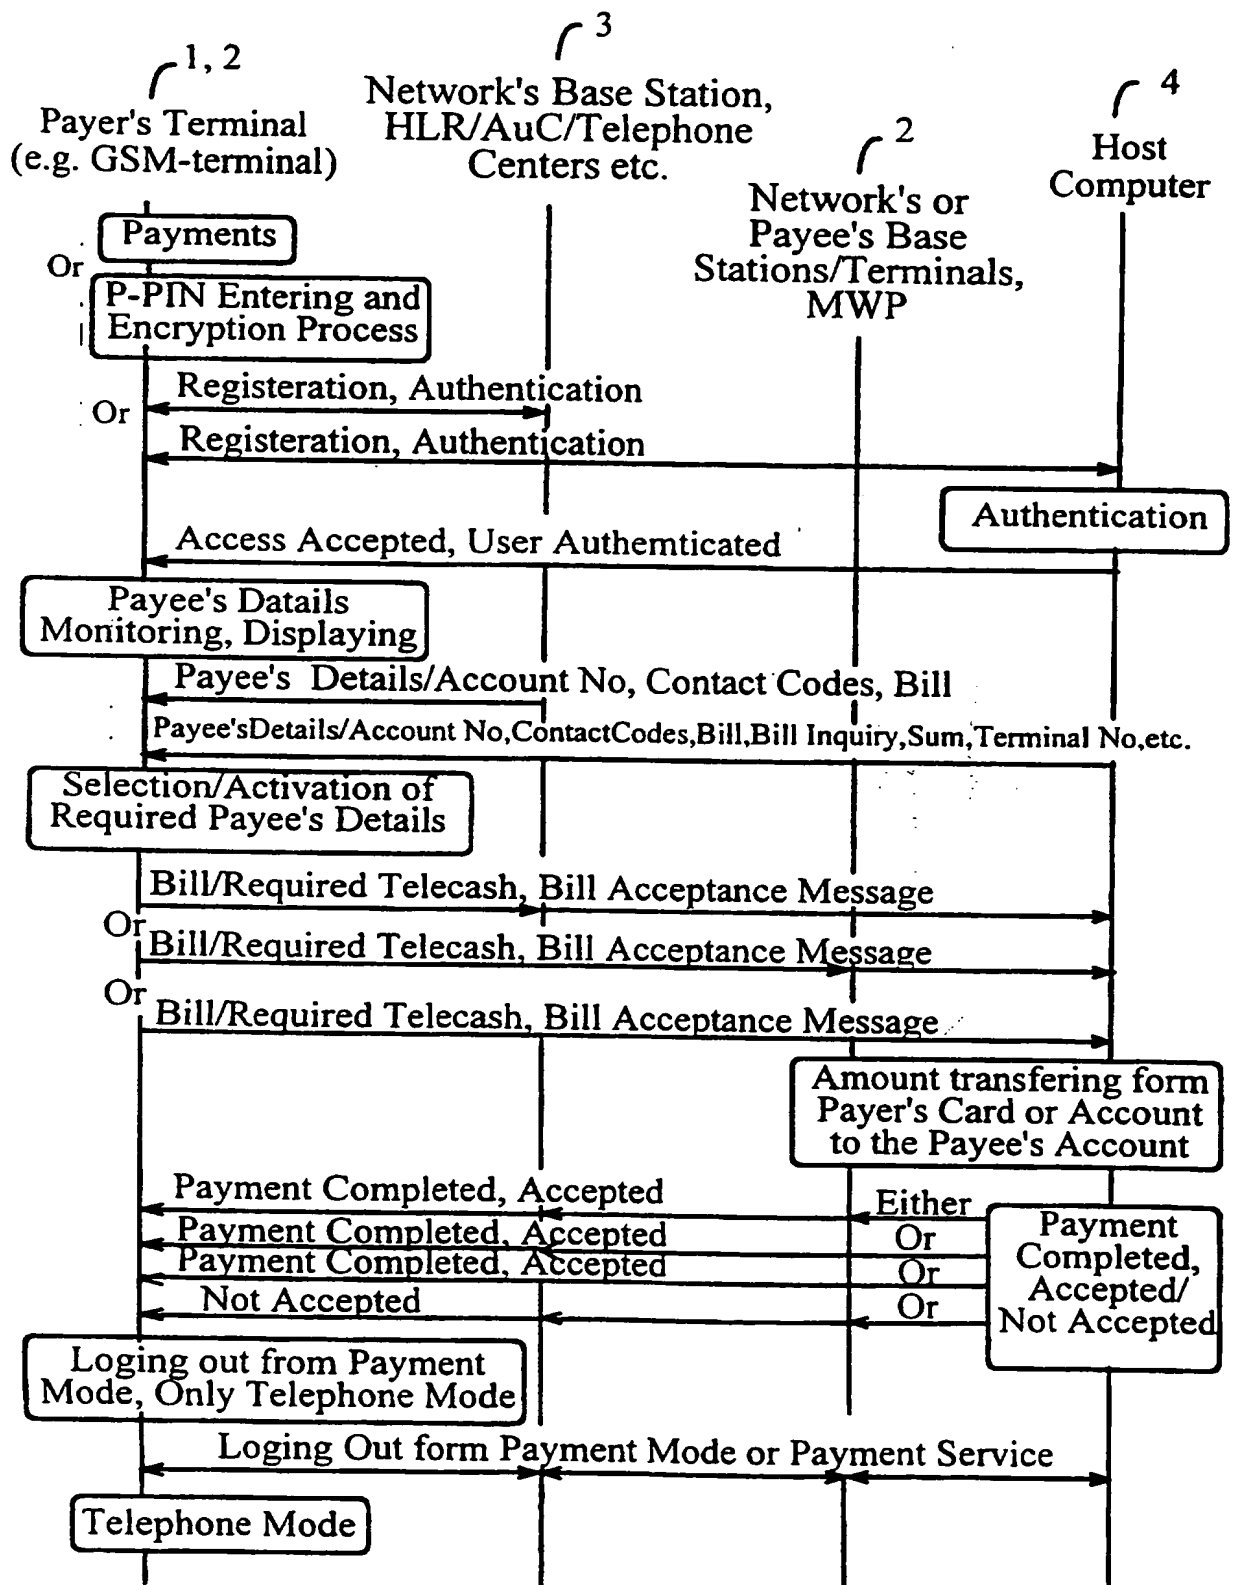 1, 2
3
4
2
Payer's Terminal
(e.g. GSM-terminal)
Network's Base Station,
HLR/AuC/Telephone
Centers etc.
Network's or
Payee's Base
Stations/Terminals,
MWP
Host
Computer
Payments
Or
P-PIN Entering and
Encryption Process
Registeration, Authentication
Or
Registeration, Authentication
Authentication
Access Accepted, User Authemticated
Payee's Datails
Monitoring, Displaying
Payee's Details/Account No, Contact Codes, Bill
Payee'sDetails/Account No,ContactCodes,Bill,Bill Inquiry,Sum,Terminal No,etc.
Selection/Activation of
Required Payee's Details
Bill/Required Telecash, Bill Acceptance Message
Or
Bill/Required Telecash, Bill Acceptance Message
Or
Bill/Required Telecash, Bill Acceptance Message
Amount transfering form
Payer's Card or Account
to the Payee's Account
Payment Completed, Accepted
Either
Payment Completed, Accepted
Or
Payment Completed, Accepted
Or
Not Accepted
Or
Payment
Completed,
Accepted/
Not Accepted
Loging out from Payment
Mode, Only Telephone Mode
Loging Out form Payment Mode or Payment Service
Telephone Mode